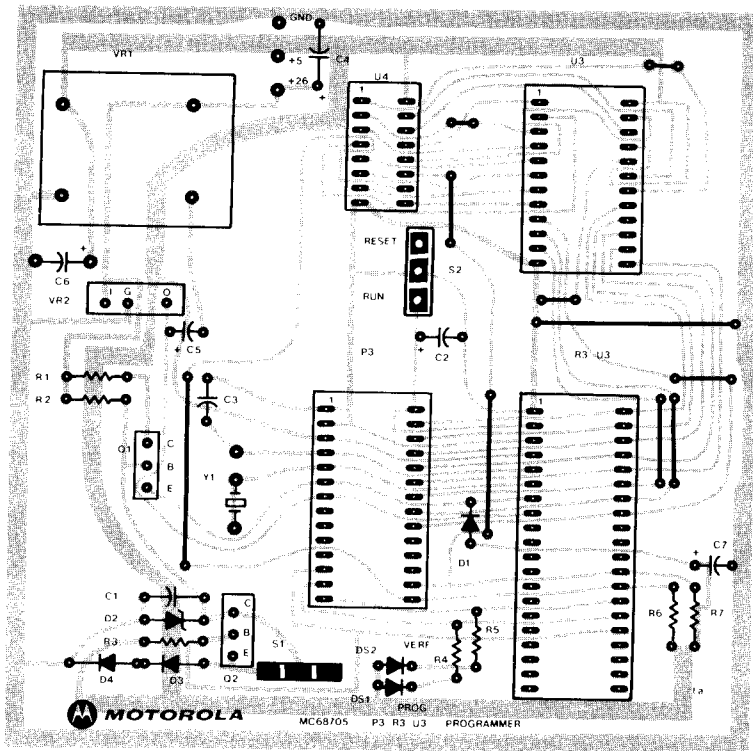 GND
VR1
+5
C4
+26
+
U4
U3
1
1
+
C6
RESET
S2
RUN
I G O
VR2
+ C5
P3
+ C2
R3 U3
R1
R2
C3
1
1
Q1
C
B
E
Y1
D1
+ C7
C1
D2
R3
D4
D3
C
B
E
Q2
S1
DS2
VERF
DS1
PROG
R4
R5
R6
R7
ta
MOTOROLA
MC68705 P3 R3 U3 PROGRAMMER